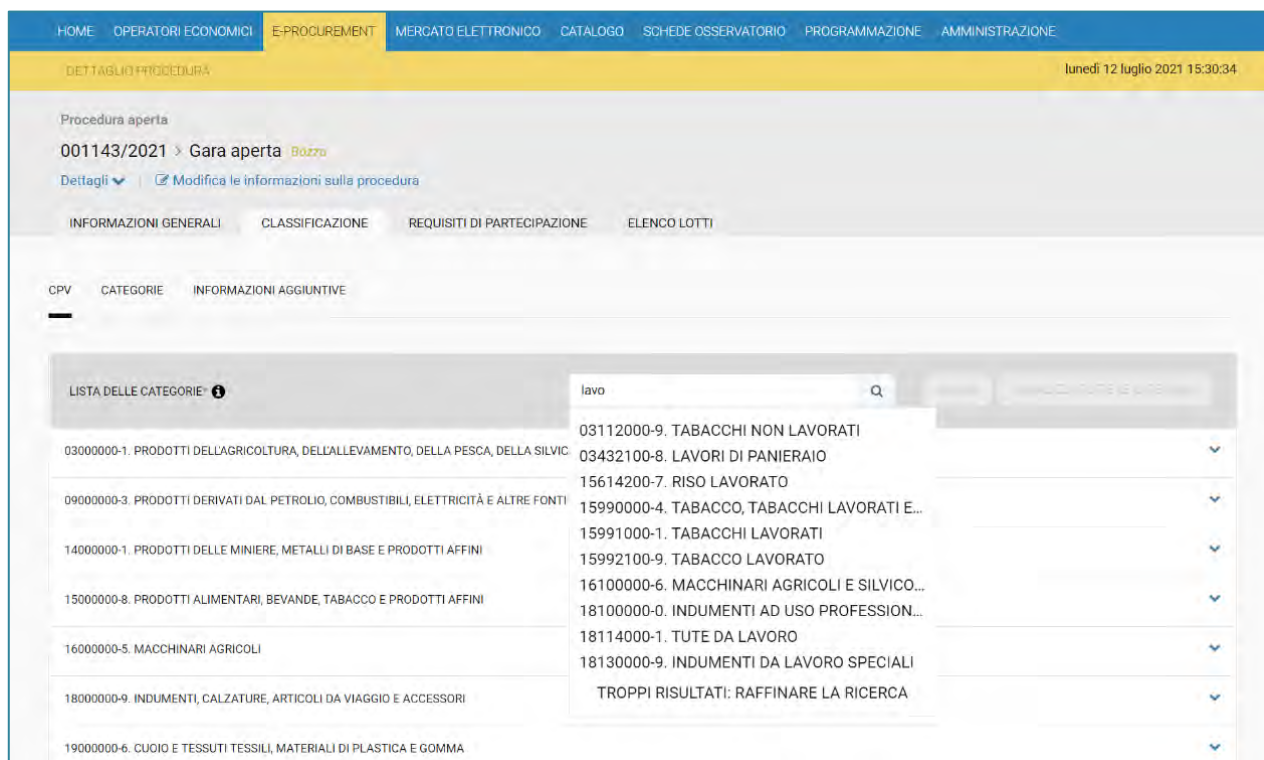 HOME OPERATORI ECONOMICI E-PROCUREMENT MERCATO ELETTRONICO CATALOGO SCHEDE OSSERVATORIO PROGRAMMAZIONE AMMINISTRAZIONE
DETTAGLIO PROCEDURA lunedì 12 luglio 2021 15:30:34
Procedura aperta
001143/2021 > Gara aperta Bozza
Dettagli | Modifica le informazioni sulla procedura
INFORMAZIONI GENERALI CLASSIFICAZIONE REQUISITI DI PARTECIPAZIONE ELENCO LOTTI
CPV CATEGORIE INFORMAZIONI AGGIUNTIVE
LISTA DELLE CATEGORIE* lavo
03112000-9. TABACCHI NON LAVORATI
03432100-8. LAVORI DI PANIERAIO
15614200-7. RISO LAVORATO
15990000-4. TABACCO, TABACCHI LAVORATI E...
15991000-1. TABACCHI LAVORATI
15992100-9. TABACCO LAVORATO
16100000-6. MACCHINARI AGRICOLI E SILVICO...
18100000-0. INDUMENTI AD USO PROFESSION...
18114000-1. TUTE DA LAVORO
18130000-9. INDUMENTI DA LAVORO SPECIALI
TROPPI RISULTATI: RAFFINARE LA RICERCA
03000000-1. PRODOTTI DELL'AGRICOLTURA, DELL'ALLEVAMENTO, DELLA PESCA, DELLA SILVIC
09000000-3. PRODOTTI DERIVATI DAL PETROLIO, COMBUSTIBILI, ELETTRICITÀ E ALTRE FONTI
14000000-1. PRODOTTI DELLE MINIERE, METALLI DI BASE E PRODOTTI AFFINI
15000000-8. PRODOTTI ALIMENTARI, BEVANDE, TABACCO E PRODOTTI AFFINI
16000000-5. MACCHINARI AGRICOLI
18000000-9. INDUMENTI, CALZATURE, ARTICOLI DA VIAGGIO E ACCESSORI
19000000-6. CUOIO E TESSUTI TESSILI, MATERIALI DI PLASTICA E GOMMA